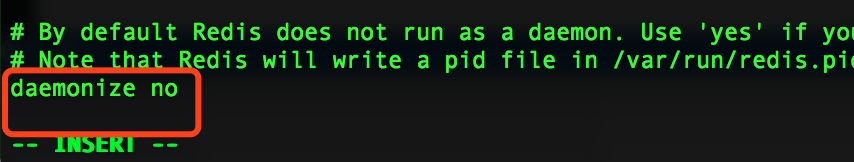 # By default Redis does not run as a daemon. Use 'yes' if you
# Note that Redis will write a pid file in /var/run/redis.pid
daemonize no
-- INSERT --